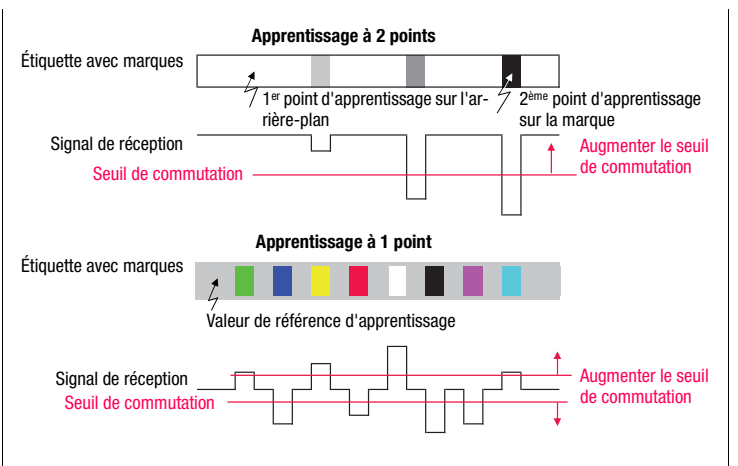 Apprentissage à 2 points
Étiquette avec marques
1er point d'apprentissage sur l'ar-
rière-plan
2ème point d'apprentissage
sur la marque
Signal de réception
Augmenter le seuil
de commutation
Seuil de commutation
Apprentissage à 1 point
Étiquette avec marques
Valeur de référence d'apprentissage
Signal de réception
Augmenter le seuil
de commutation
Seuil de commutation